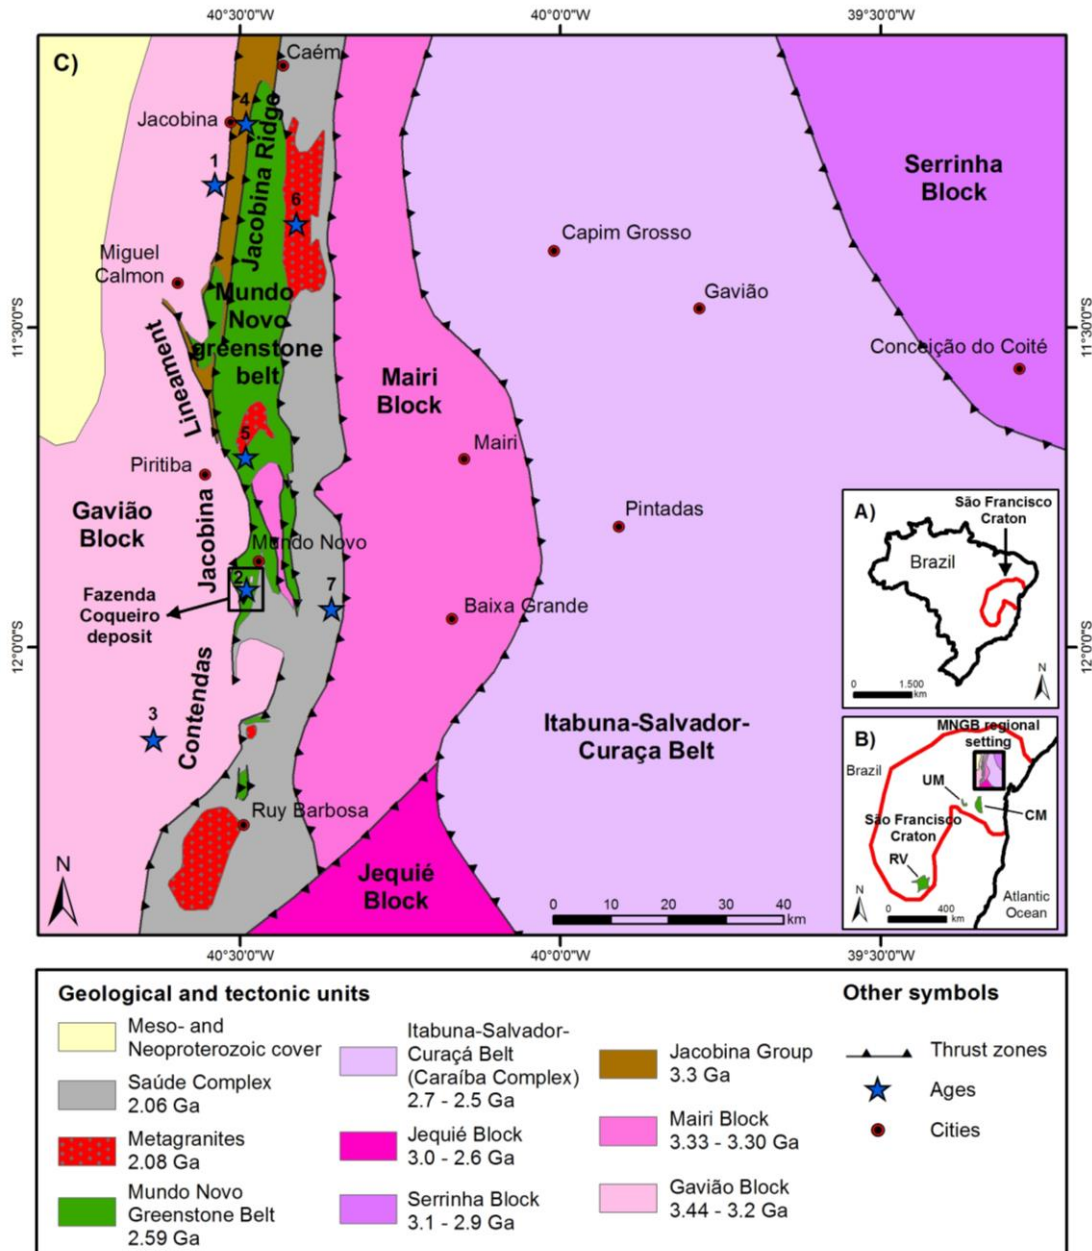 40°30'0"W
40°0'0"W
39°30'0"W
C)
Caém
4
Jacobina
Jacobina Ridge
1
6
Serrinha
Block
Capim Grosso
Miguel
Calmon
Gavião
Mundo
Novo
greenstone
belt
11°30'0"S
11°30'0"S
Conceição do Coité
Lineament
Mairi
Block
5
Mairi
Piritiba
Gavião
Block
Jacobina
Pintadas
Mundo Novo
2
7
Fazenda
Coqueiro
deposit
Baixa Grande
12°0'0"S
12°0'0"S
Contendas
3
Itabuna-Salvador-
Curaça Belt
Ruy Barbosa
Jequié
Block
N
0 10 20 30 40
km
A)
São Francisco
Craton
Brazil
N
0 1.500
km
B)
MNGB regional
setting
Brazil
UM
CM
São Francisco
Craton
RV
N
0 400
km
Atlantic
Ocean
40°30'0"W
40°0'0"W
39°30'0"W
Geological and tectonic units
Meso- and
Neoproterozoic cover
Saúde Complex
2.06 Ga
Metagranites
2.08 Ga
Mundo Novo
Greenstone Belt
2.59 Ga
Itabuna-Salvador-
Curaçá Belt
(Caraíba Complex)
2.7 - 2.5 Ga
Jequié Block
3.0 - 2.6 Ga
Serrinha Block
3.1 - 2.9 Ga
Jacobina Group
3.3 Ga
Mairi Block
3.33 - 3.30 Ga
Gavião Block
3.44 - 3.2 Ga
Other symbols
Thrust zones
Ages
Cities